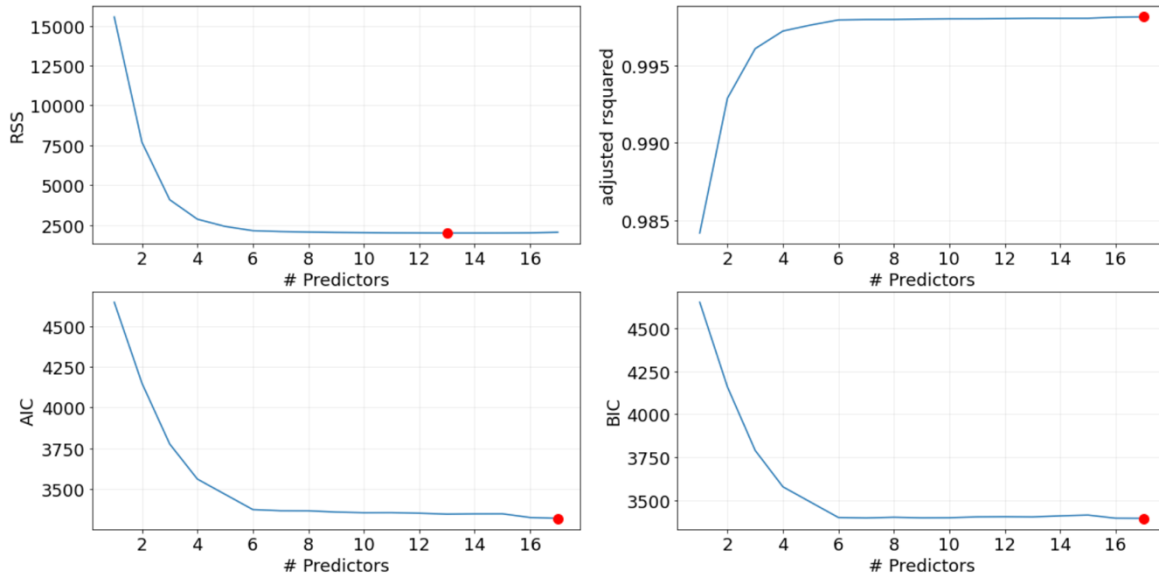 RSS
15000
12500
10000
7500
5000
2500
2 4 6 8 10 12 14 16
# Predictors
adjusted rsquared
0.995
0.990
0.985
2 4 6 8 10 12 14 16
# Predictors
AIC
4500
4250
4000
3750
3500
2 4 6 8 10 12 14 16
# Predictors
BIC
4500
4250
4000
3750
3500
2 4 6 8 10 12 14 16
# Predictors